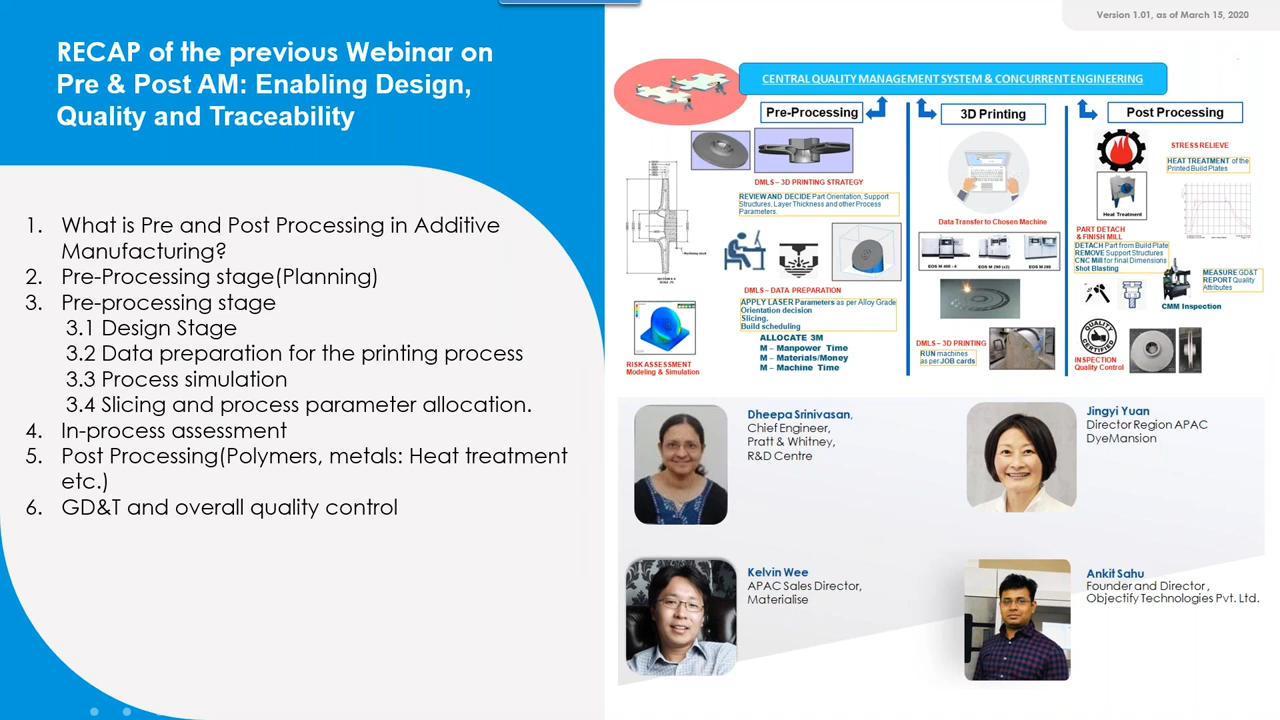 Version 1.01, as of March 15, 2020
RECAP of the previous Webinar on
Pre & Post AM: Enabling Design,
Quality and Traceability
1. What is Pre and Post Processing in Additive
Manufacturing?
2. Pre-Processing stage(Planning)
3. Pre-processing stage
3.1 Design Stage
3.2 Data preparation for the printing process
3.3 Process simulation
3.4 Slicing and process parameter allocation.
4. In-process assessment
5. Post Processing(Polymers, metals: Heat treatment
etc.)
6. GD&T and overall quality control
CENTRAL QUALITY MANAGEMENT SYSTEM & CONCURRENT ENGINEERING
Pre-Processing
DMLS – 3D PRINTING STRATEGY
REVIEW AND DECIDE Part Orientation, Support
Structures, Layer Thickness and other Process
Parameters.
DMLS - DATA PREPARATION
APPLY LASER Parameters as per Alloy Grade
Orientation decision
Slicing.
Build scheduling
ALLOCATE 3M
M – Manpower Time
M – Materials/Money
M – Machine Time
RISK ASSESSMENT
Modeling & Simulation
3D Printing
Data Transfer to Chosen Machine
EOS M 400 - 4
EOS M 290 (x2)
EOS M 280
DMLS – 3D PRINTING
RUN machines
as per JOB cards
Post Processing
STRESS RELIEVE
HEAT TREATMENT of the
Printed Build Plates
Heat Treatment
PART DETACH
& FINISH MILL
DETACH Part from Build Plate
REMOVE Support Structures
CNC Mill for final Dimensions
Shot Blasting
MEASURE GD&T
REPORT Quality
Attributes
CMM Inspection
QUALITY
CERTIFIED
INSPECTION
Quality Control
Dheepa Srinivasan,
Chief Engineer,
Pratt & Whitney,
R&D Centre
Jingyi Yuan
Director Region APAC
DyeMansion
Kelvin Wee
APAC Sales Director,
Materialise
Ankit Sahu
Founder and Director ,
Objectify Technologies Pvt. Ltd.